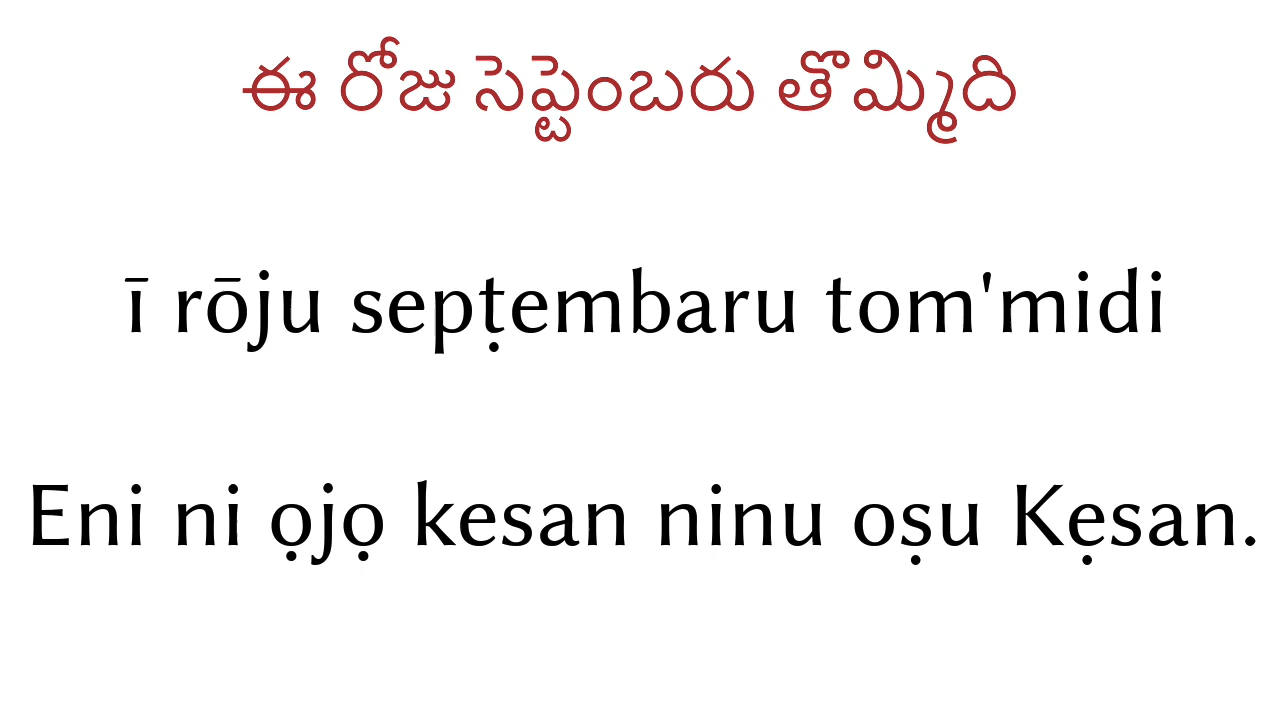 ఈ రోజు సెప్టెంబరు తొమ్మిది
ī rōju sepṭembaru tom'midi
Eni ni ọjọ kesan ninu oṣu Kẹsan.